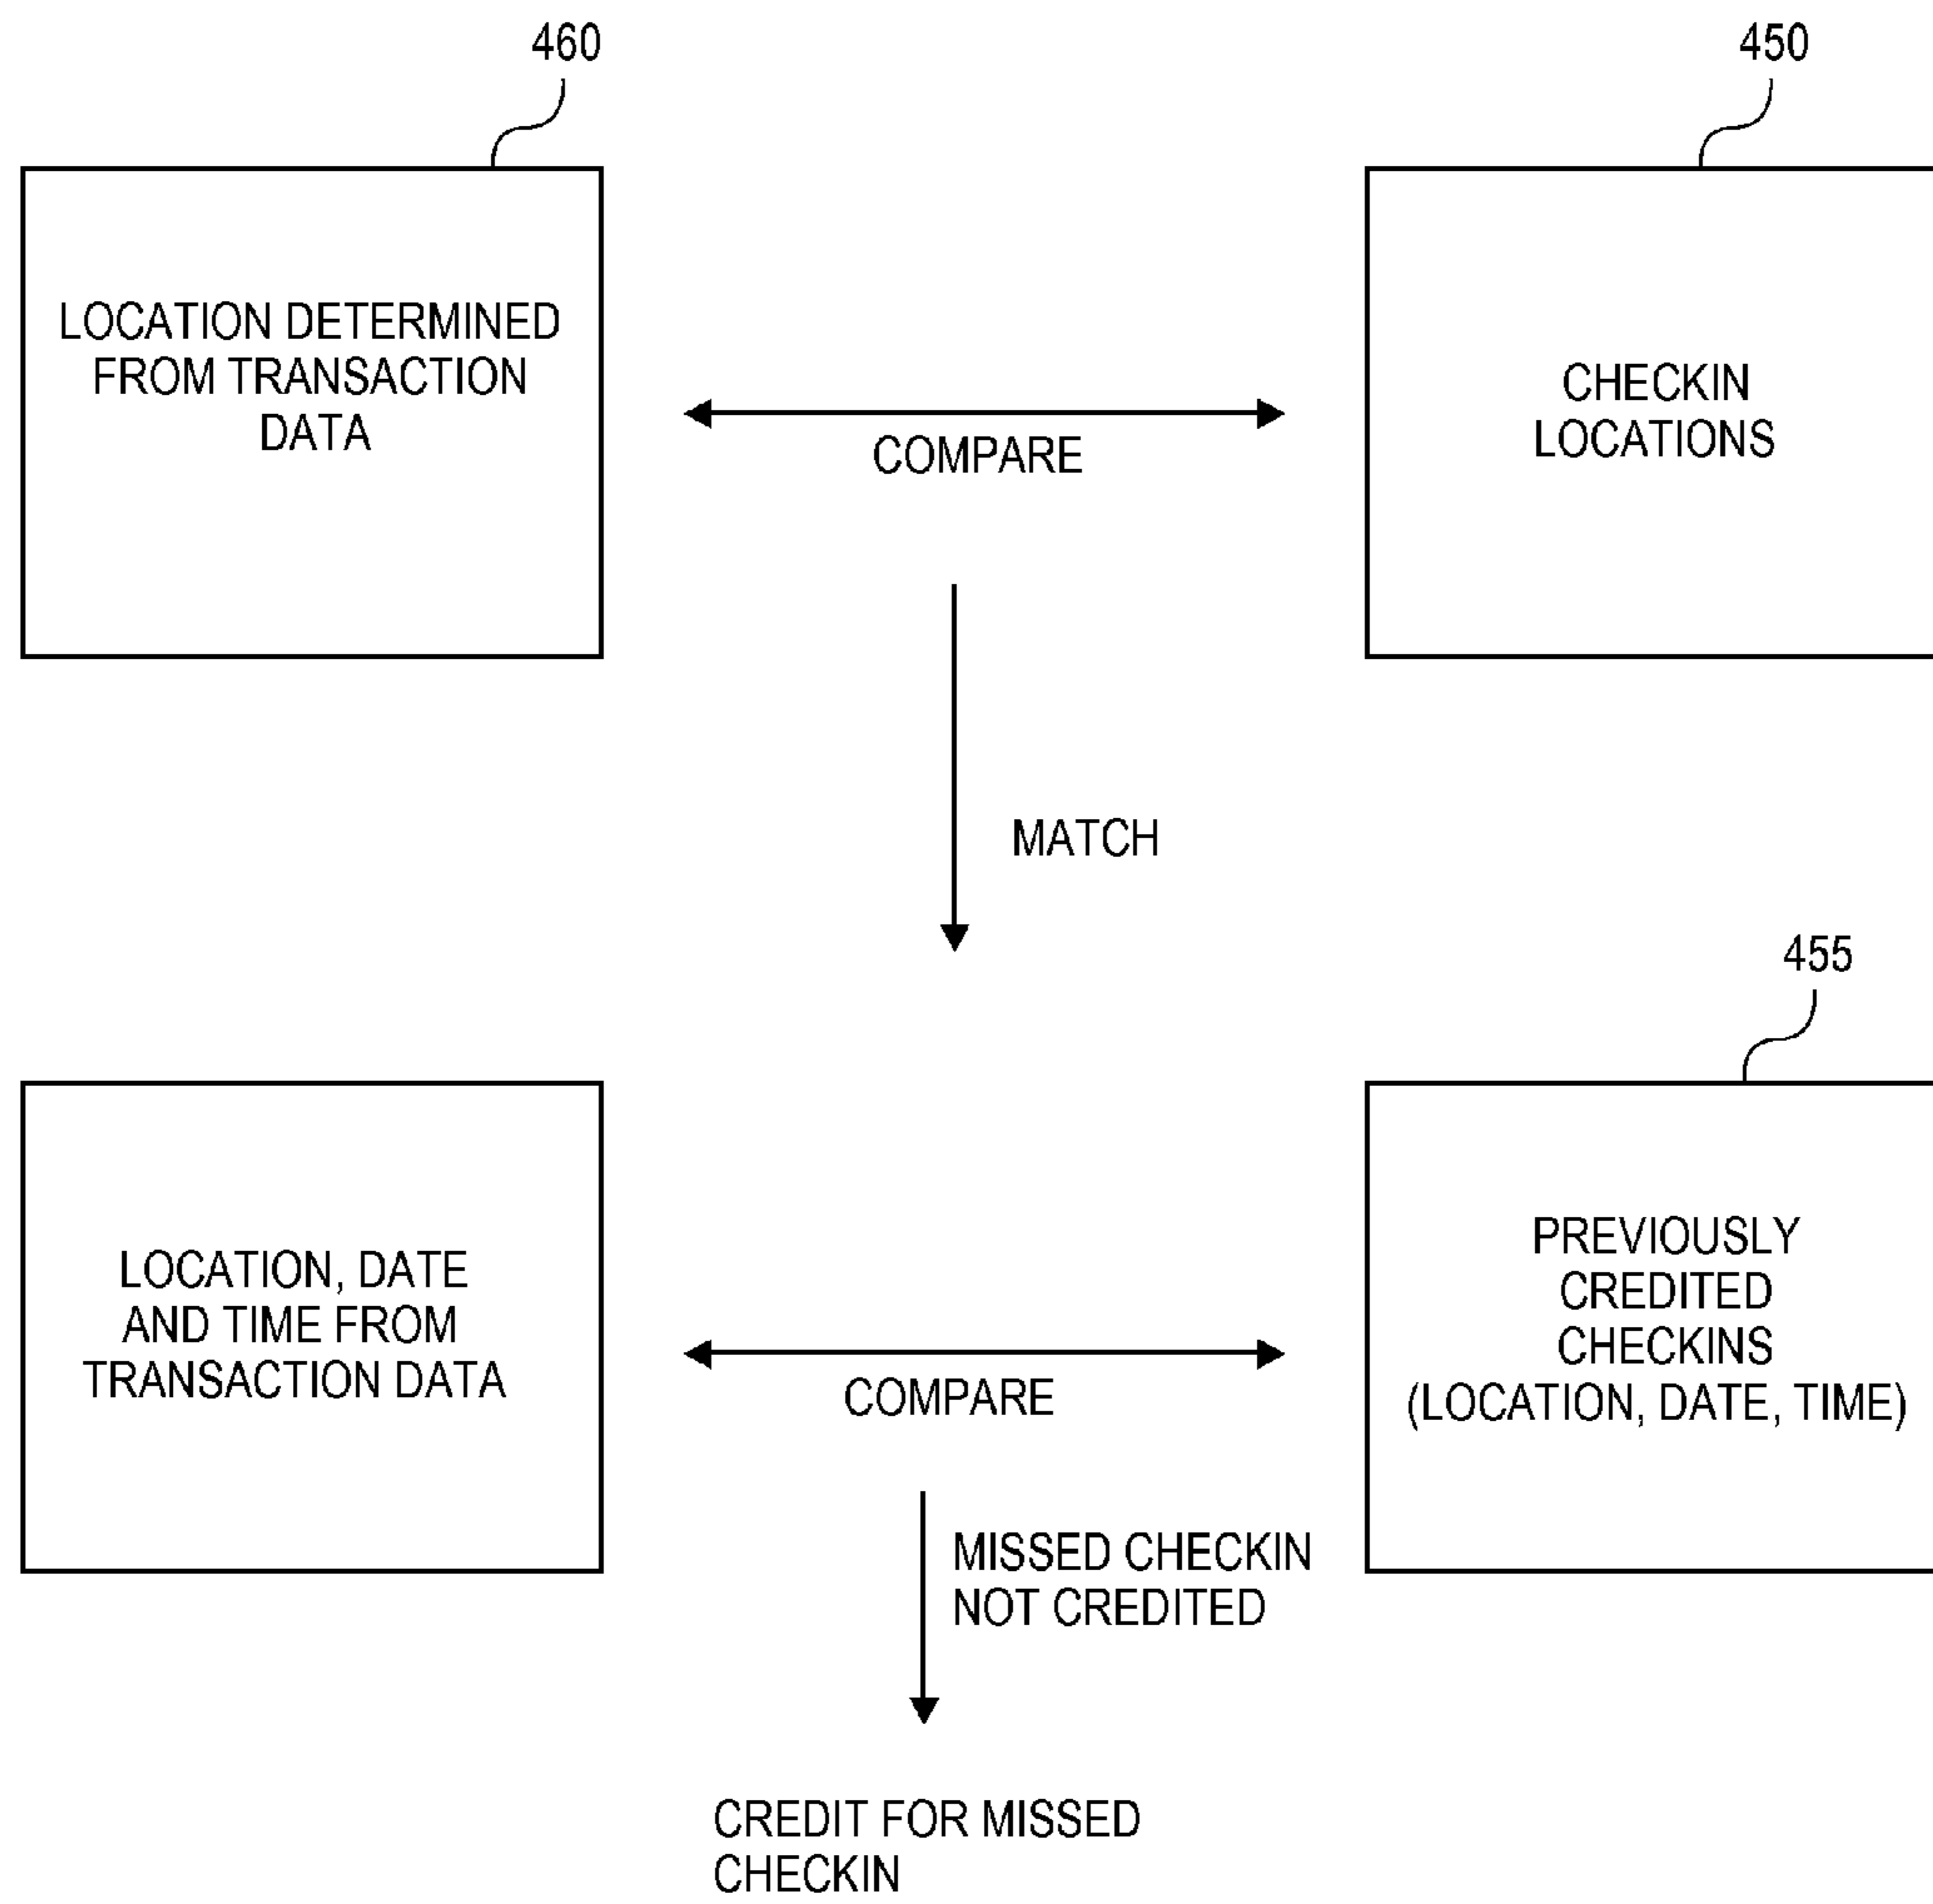 460
450
LOCATION DETERMINED
FROM TRANSACTION
DATA
COMPARE
CHECKIN
LOCATIONS
MATCH
455
LOCATION, DATE
AND TIME FROM
TRANSACTION DATA
COMPARE
PREVIOUSLY
CREDITED
CHECKINS
(LOCATION, DATE, TIME)
MISSED CHECKIN
NOT CREDITED
CREDIT FOR MISSED
CHECKIN